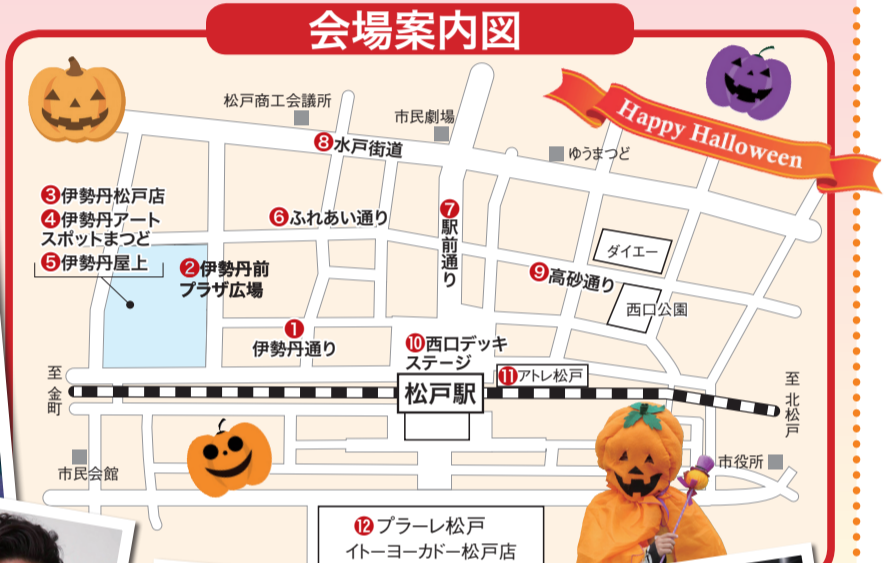 会場案内図
Happy Halloween
松戸商工会議所
市民劇場
ゆうまつど
❽水戸街道
❸伊勢丹松戸店
❹伊勢丹アート
スポットまつど
❺伊勢丹屋上
❷伊勢丹前
プラザ広場
❻ふれあい通り
❼駅前通り
ダイエー
❾高砂通り
西口公園
❶
伊勢丹通り
❿西口デッキ
ステージ
⓫アトレ松戸
至金町
松戸駅
至北松戸
市民会館
市役所
⓬プラーレ松戸
イトーヨーカドー松戸店